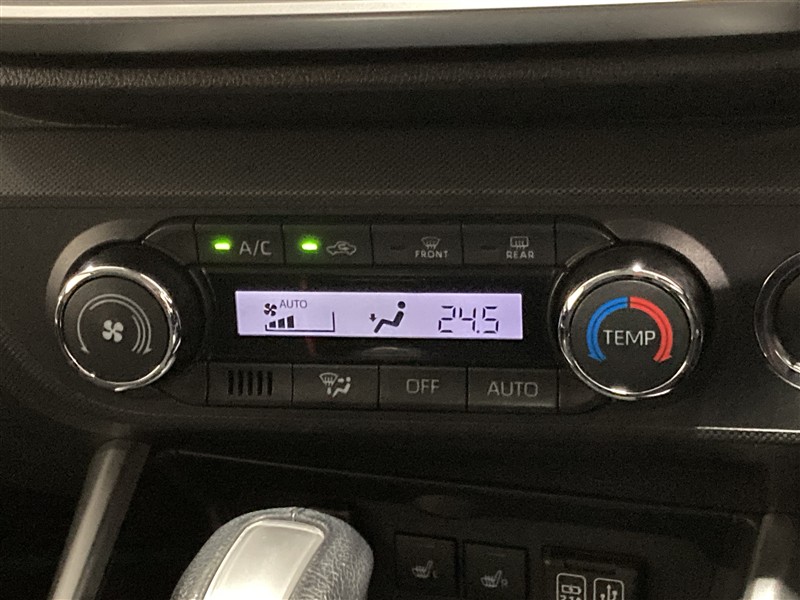 A/C
FRONT
REAR
AUTO
24.5
TEMP
OFF
AUTO
L
R